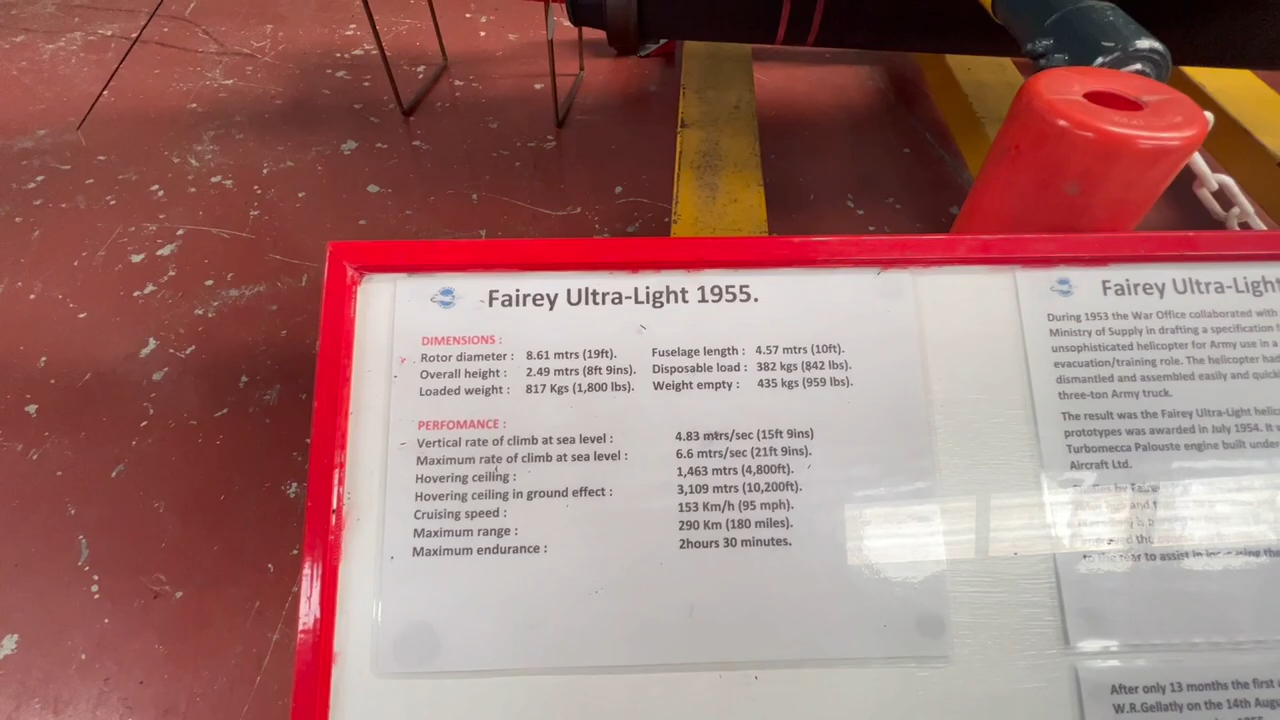 Fairey Ultra-Light 1955.
DIMENSIONS :
Rotor diameter : 8.61 mtrs (19ft). Fuselage length : 4.57 mtrs (10ft).
Overall height : 2.49 mtrs (8ft 9ins). Disposable load : 382 kgs (842 lbs).
Loaded weight : 817 Kgs (1,800 lbs). Weight empty : 435 kgs (959 lbs).
PERFOMANCE :
Vertical rate of climb at sea level : 4.83 mtrs/sec (15ft 9ins)
Maximum rate of climb at sea level : 6.6 mtrs/sec (21ft 9ins).
Hovering ceiling : 1,463 mtrs (4,800ft).
Hovering ceiling in ground effect : 3,109 mtrs (10,200ft).
Cruising speed : 153 Km/h (95 mph).
Maximum range : 290 Km (180 miles).
Maximum endurance : 2hours 30 minutes.
Fairey Ultra-Light
During 1953 the War Office collaborated with
Ministry of Supply in drafting a specification
unsophisticated helicopter for Army use in a
evacuation/training role. The helicopter had
dismantled and assembled easily and quick
three-ton Army truck.
The result was the Fairey Ultra-Light helic
prototypes was awarded in July 1954. It
Turbomecca Palouste engine built under
Aircraft Ltd.
by Faire
and
the
to the rear to assist in the
After only 13 months the first
W.R.Gellatly on the 14th Aug